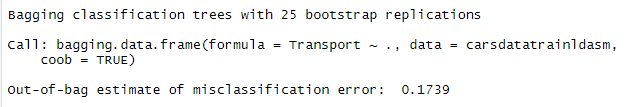 Bagging classification trees with 25 bootstrap replications
Call: bagging.data.frame(formula = Transport ~ ., data = carsdatatrainldasm,
coob = TRUE)
Out-of-bag estimate of misclassification error:  0.1739